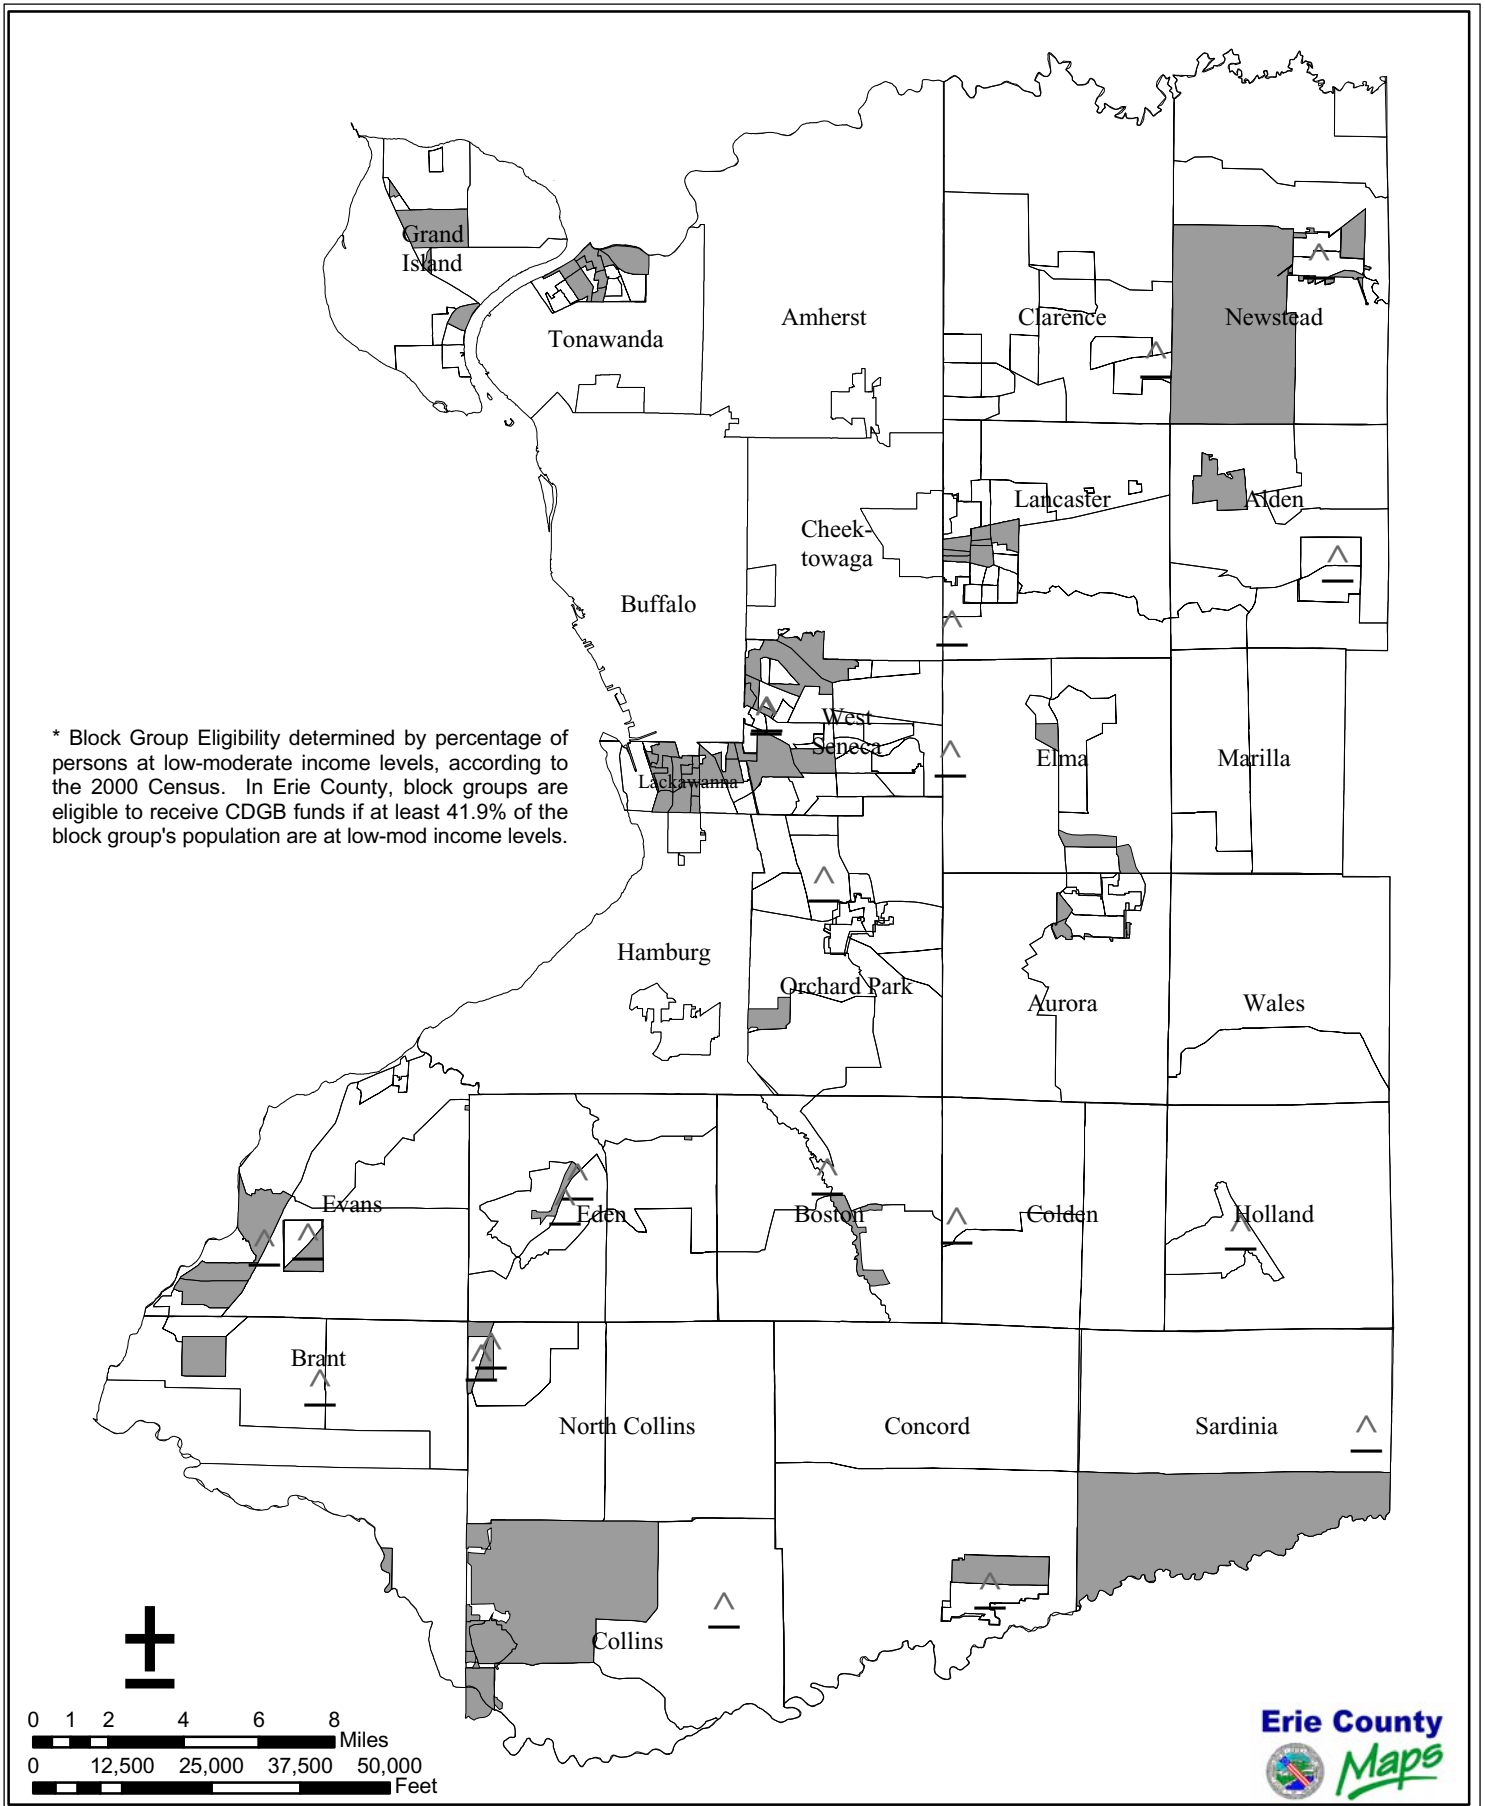 Grand
Island
Tonawanda
Amherst
Clarence
Newstead
Lancaster
Alden
Cheek-
towaga
Buffalo
West
Seneca
Lackawanna
Elma
Marilla
* Block Group Eligibility determined by percentage of
persons at low-moderate income levels, according to
the 2000 Census. In Erie County, block groups are
eligible to receive CDGB funds if at least 41.9% of the
block group's population are at low-mod income levels.
Hamburg
Orchard Park
Aurora
Wales
Evans
Eden
Boston
Colden
Holland
Brant
North Collins
Concord
Sardinia
Collins
0 1 2 4 6 8
Miles
0 12,500 25,000 37,500 50,000
Feet
Erie County
Maps